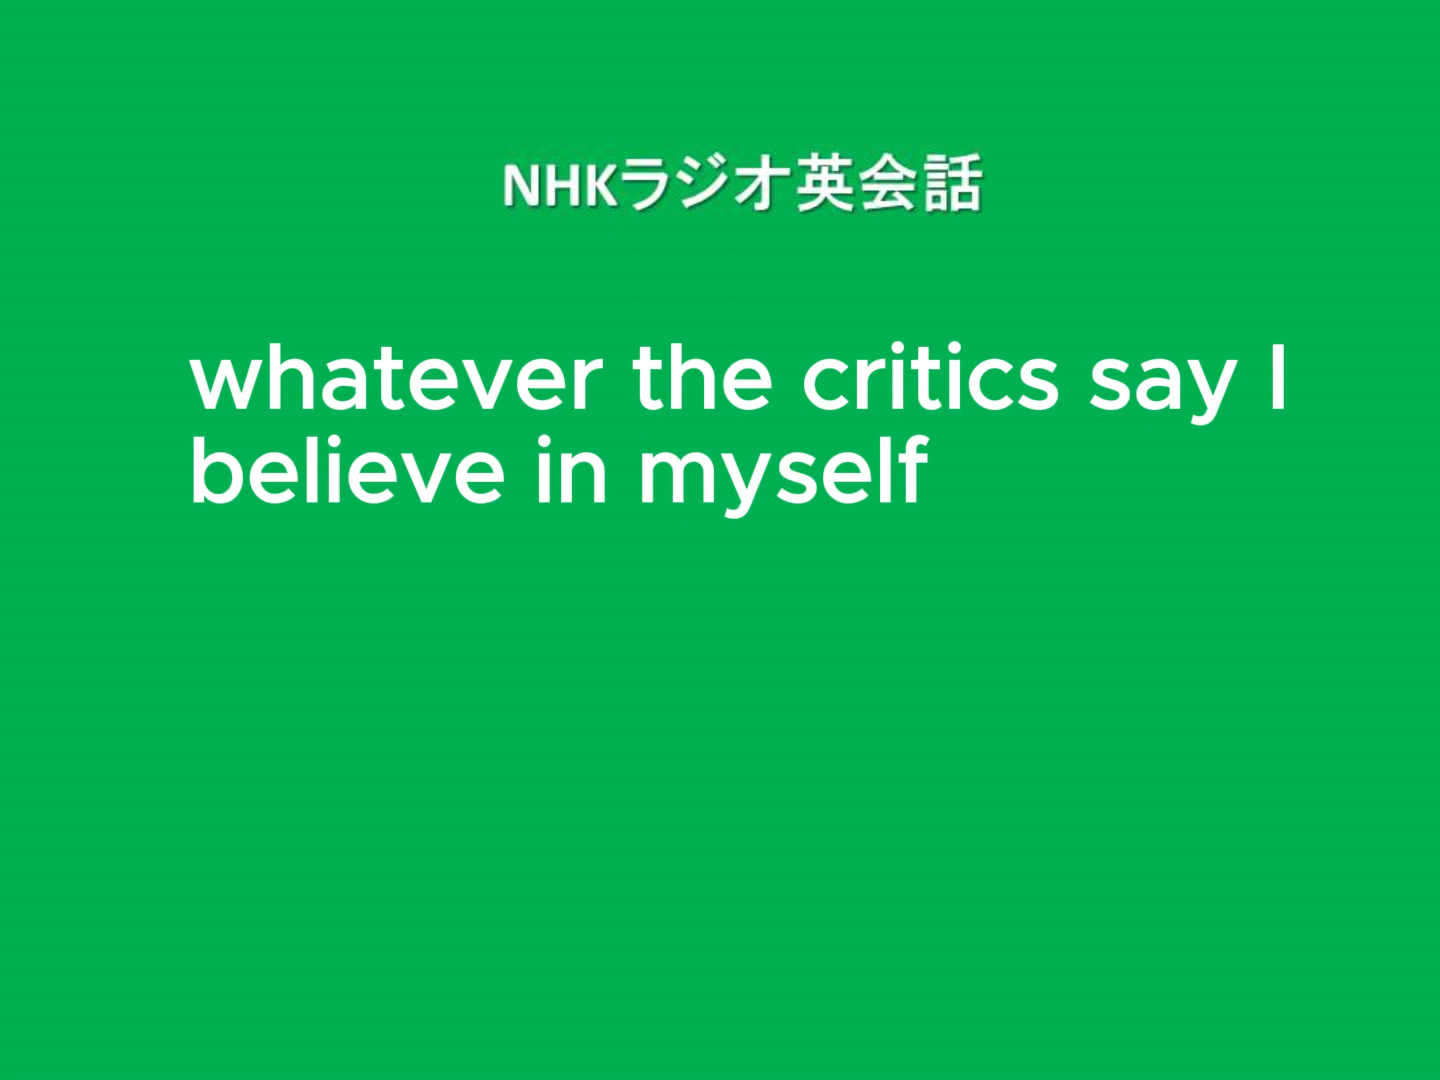 NHKラジオ英会話
whatever the critics say I
believe in myself